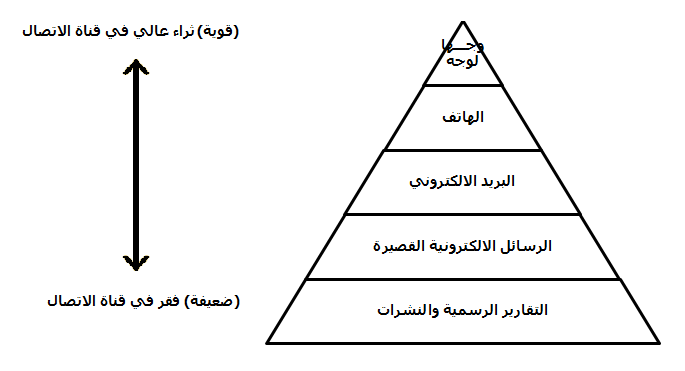 (قوية) ثراء عالي في قناة الاتصال
وجـــها
لوجه
الهاتف
البريد الالكتروني
الرسائل الالكترونية القصيرة
التقارير الرسمية والنشرات
(ضعيفة) فقر في قناة الاتصال